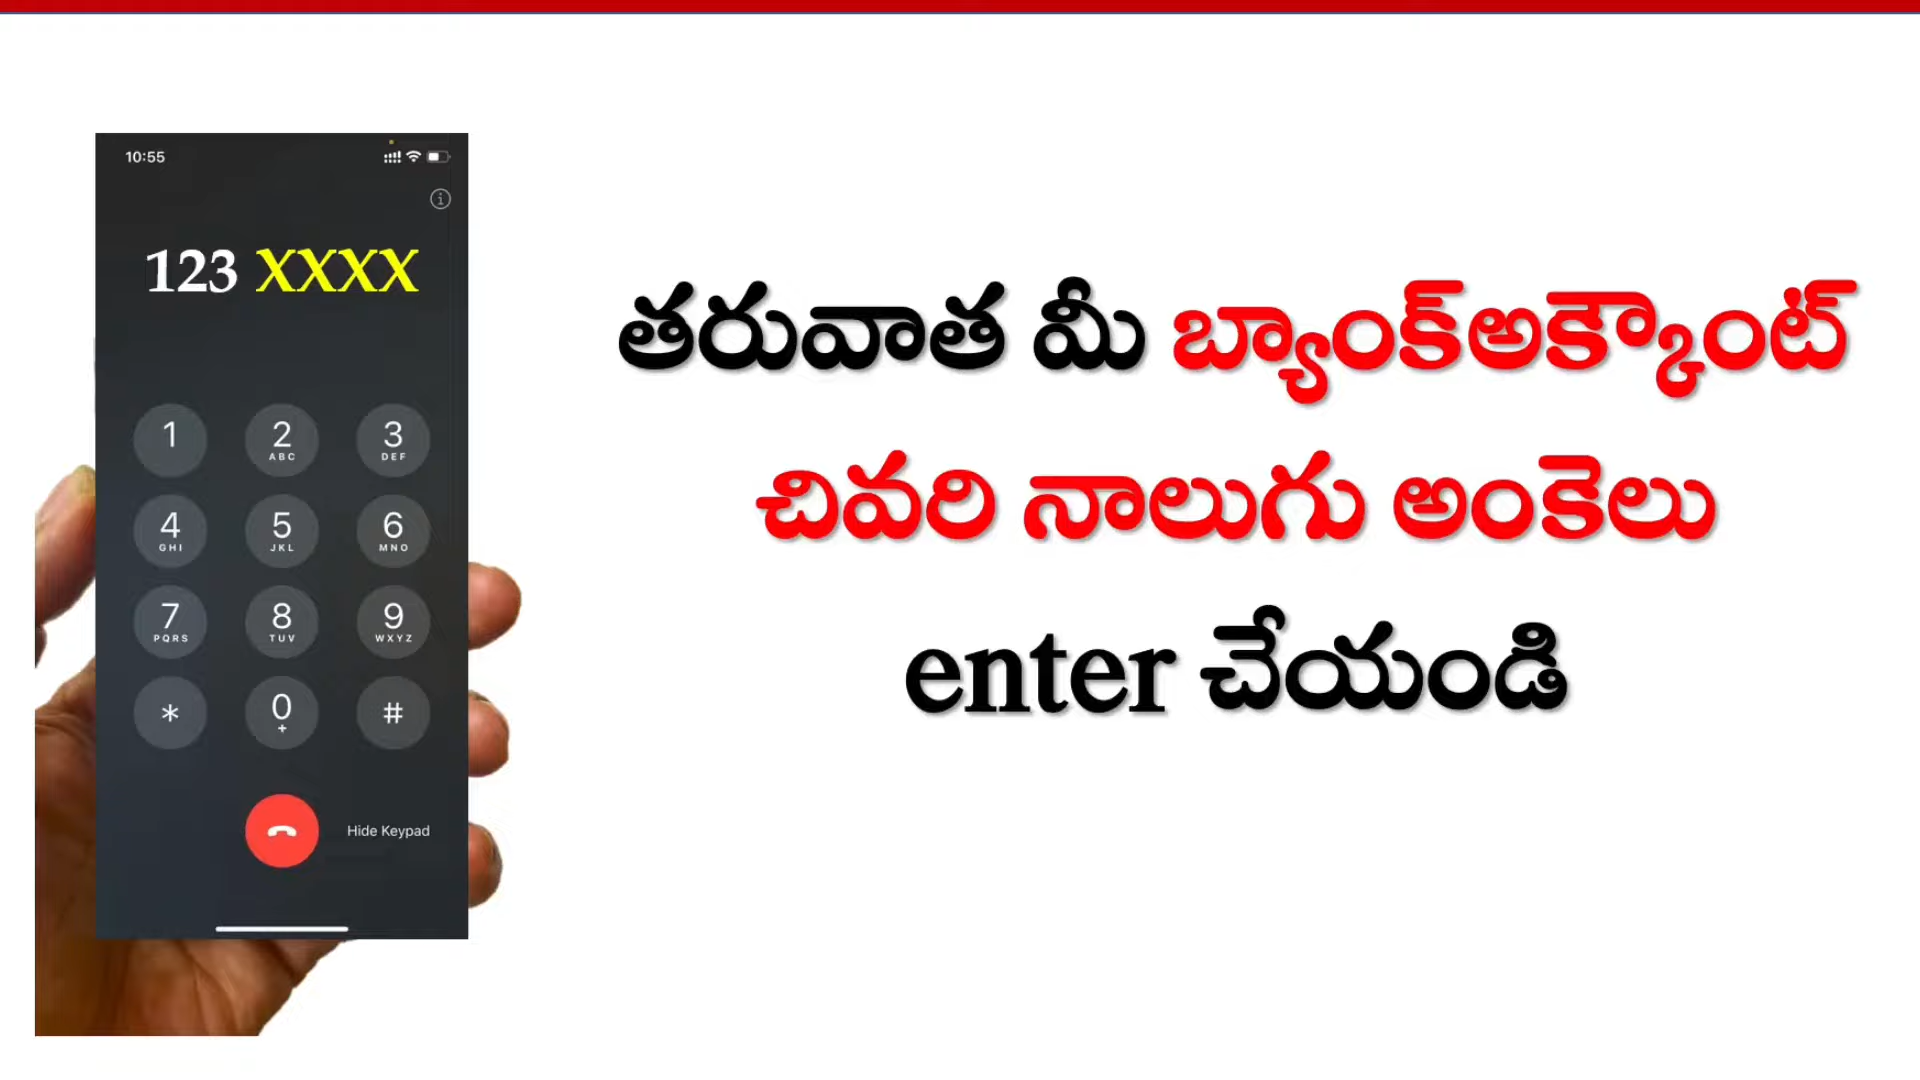 10:55
123 XXXX
తరువాత మీ బ్యాంక్అక్కౌంట్
చివరి నాలుగు అంకెలు
enter చేయండి
1 2 3
ABC DEF
4 5 6
GHI JKL MNO
7 8 9
PQRS TUV WXYZ
* 0 #
+
Hide Keypad